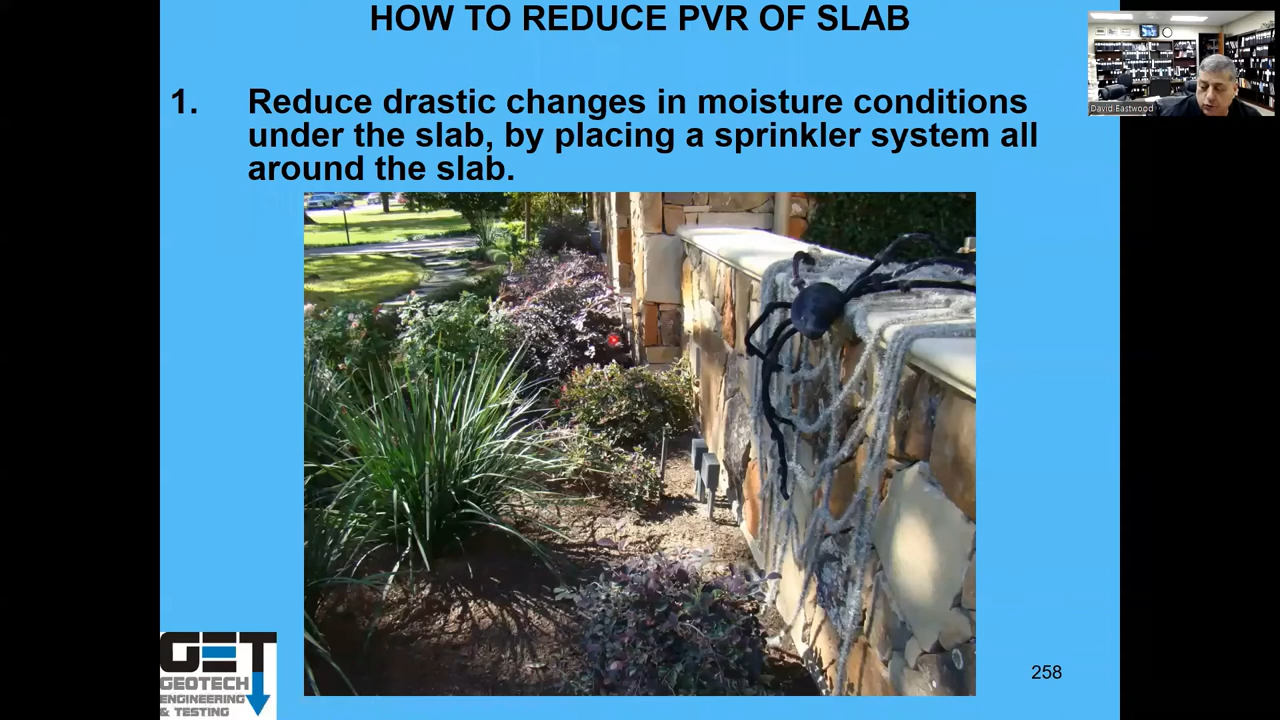 HOW TO REDUCE PVR OF SLAB
David Eastwood
1. Reduce drastic changes in moisture conditions
under the slab, by placing a sprinkler system all
around the slab.
258
GET
GEOTECH
ENGINEERING
& TESTING